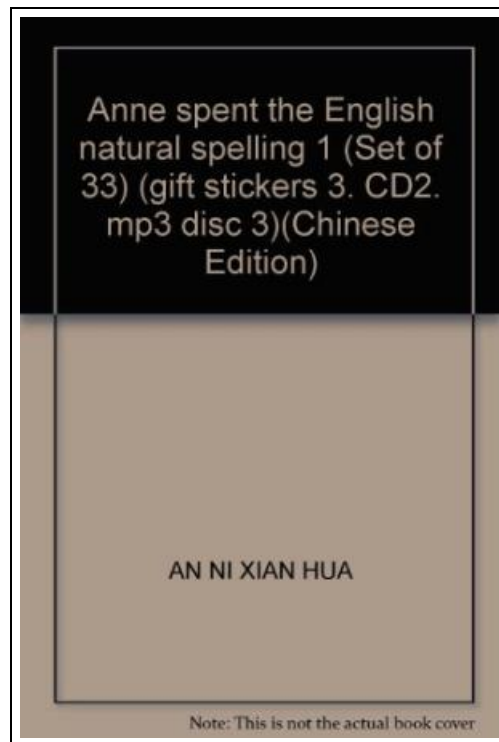 Anne spent the English
natural spelling 1 (Set of
33) (gift stickers 3. CD2.
mp3 disc 3)(Chinese
Edition)
AN NI XIAN HUA
Note: This is not the actual book cover